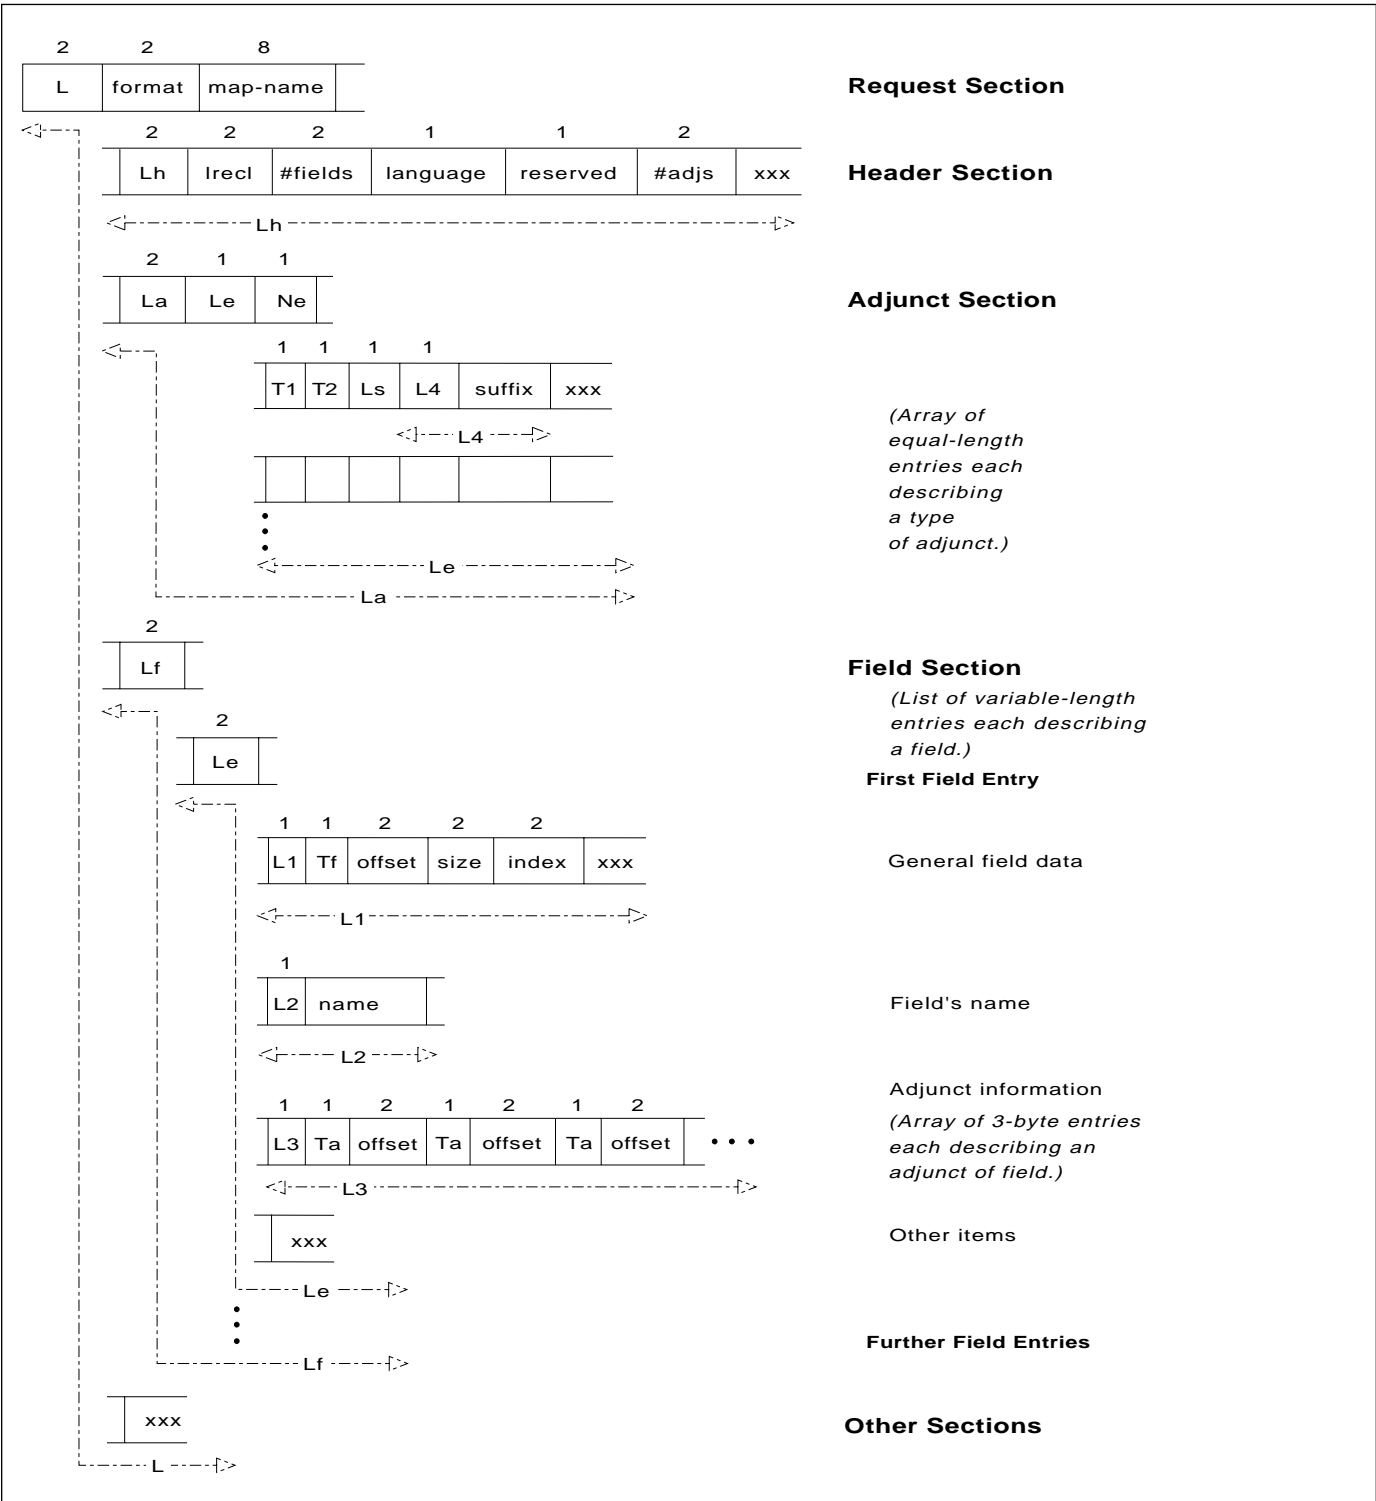 2 2 8
L format map-name Request Section
2 2 2 1 1 2
Lh lrecl #fields language reserved #adjs xxx Header Section
Lh
2 1 1
La Le Ne Adjunct Section
1 1 1 1
T1 T2 Ls L4 suffix xxx
(Array of
equal-length
entries each
describing
a type
of adjunct.)
L4
Le
La
2
Lf Field Section
(List of variable-length
entries each describing
a field.)
2
Le
First Field Entry
1 1 2 2 2
L1 Tf offset size index xxx General field data
L1
1
L2 name Field's name
L2
Adjunct information
1 1 2 1 2 1 2
(Array of 3-byte entries
each describing an
adjunct of field.)
L3 Ta offset Ta offset Ta offset • • •
L3
xxx Other items
Le
Further Field Entries
Lf
xxx Other Sections
L